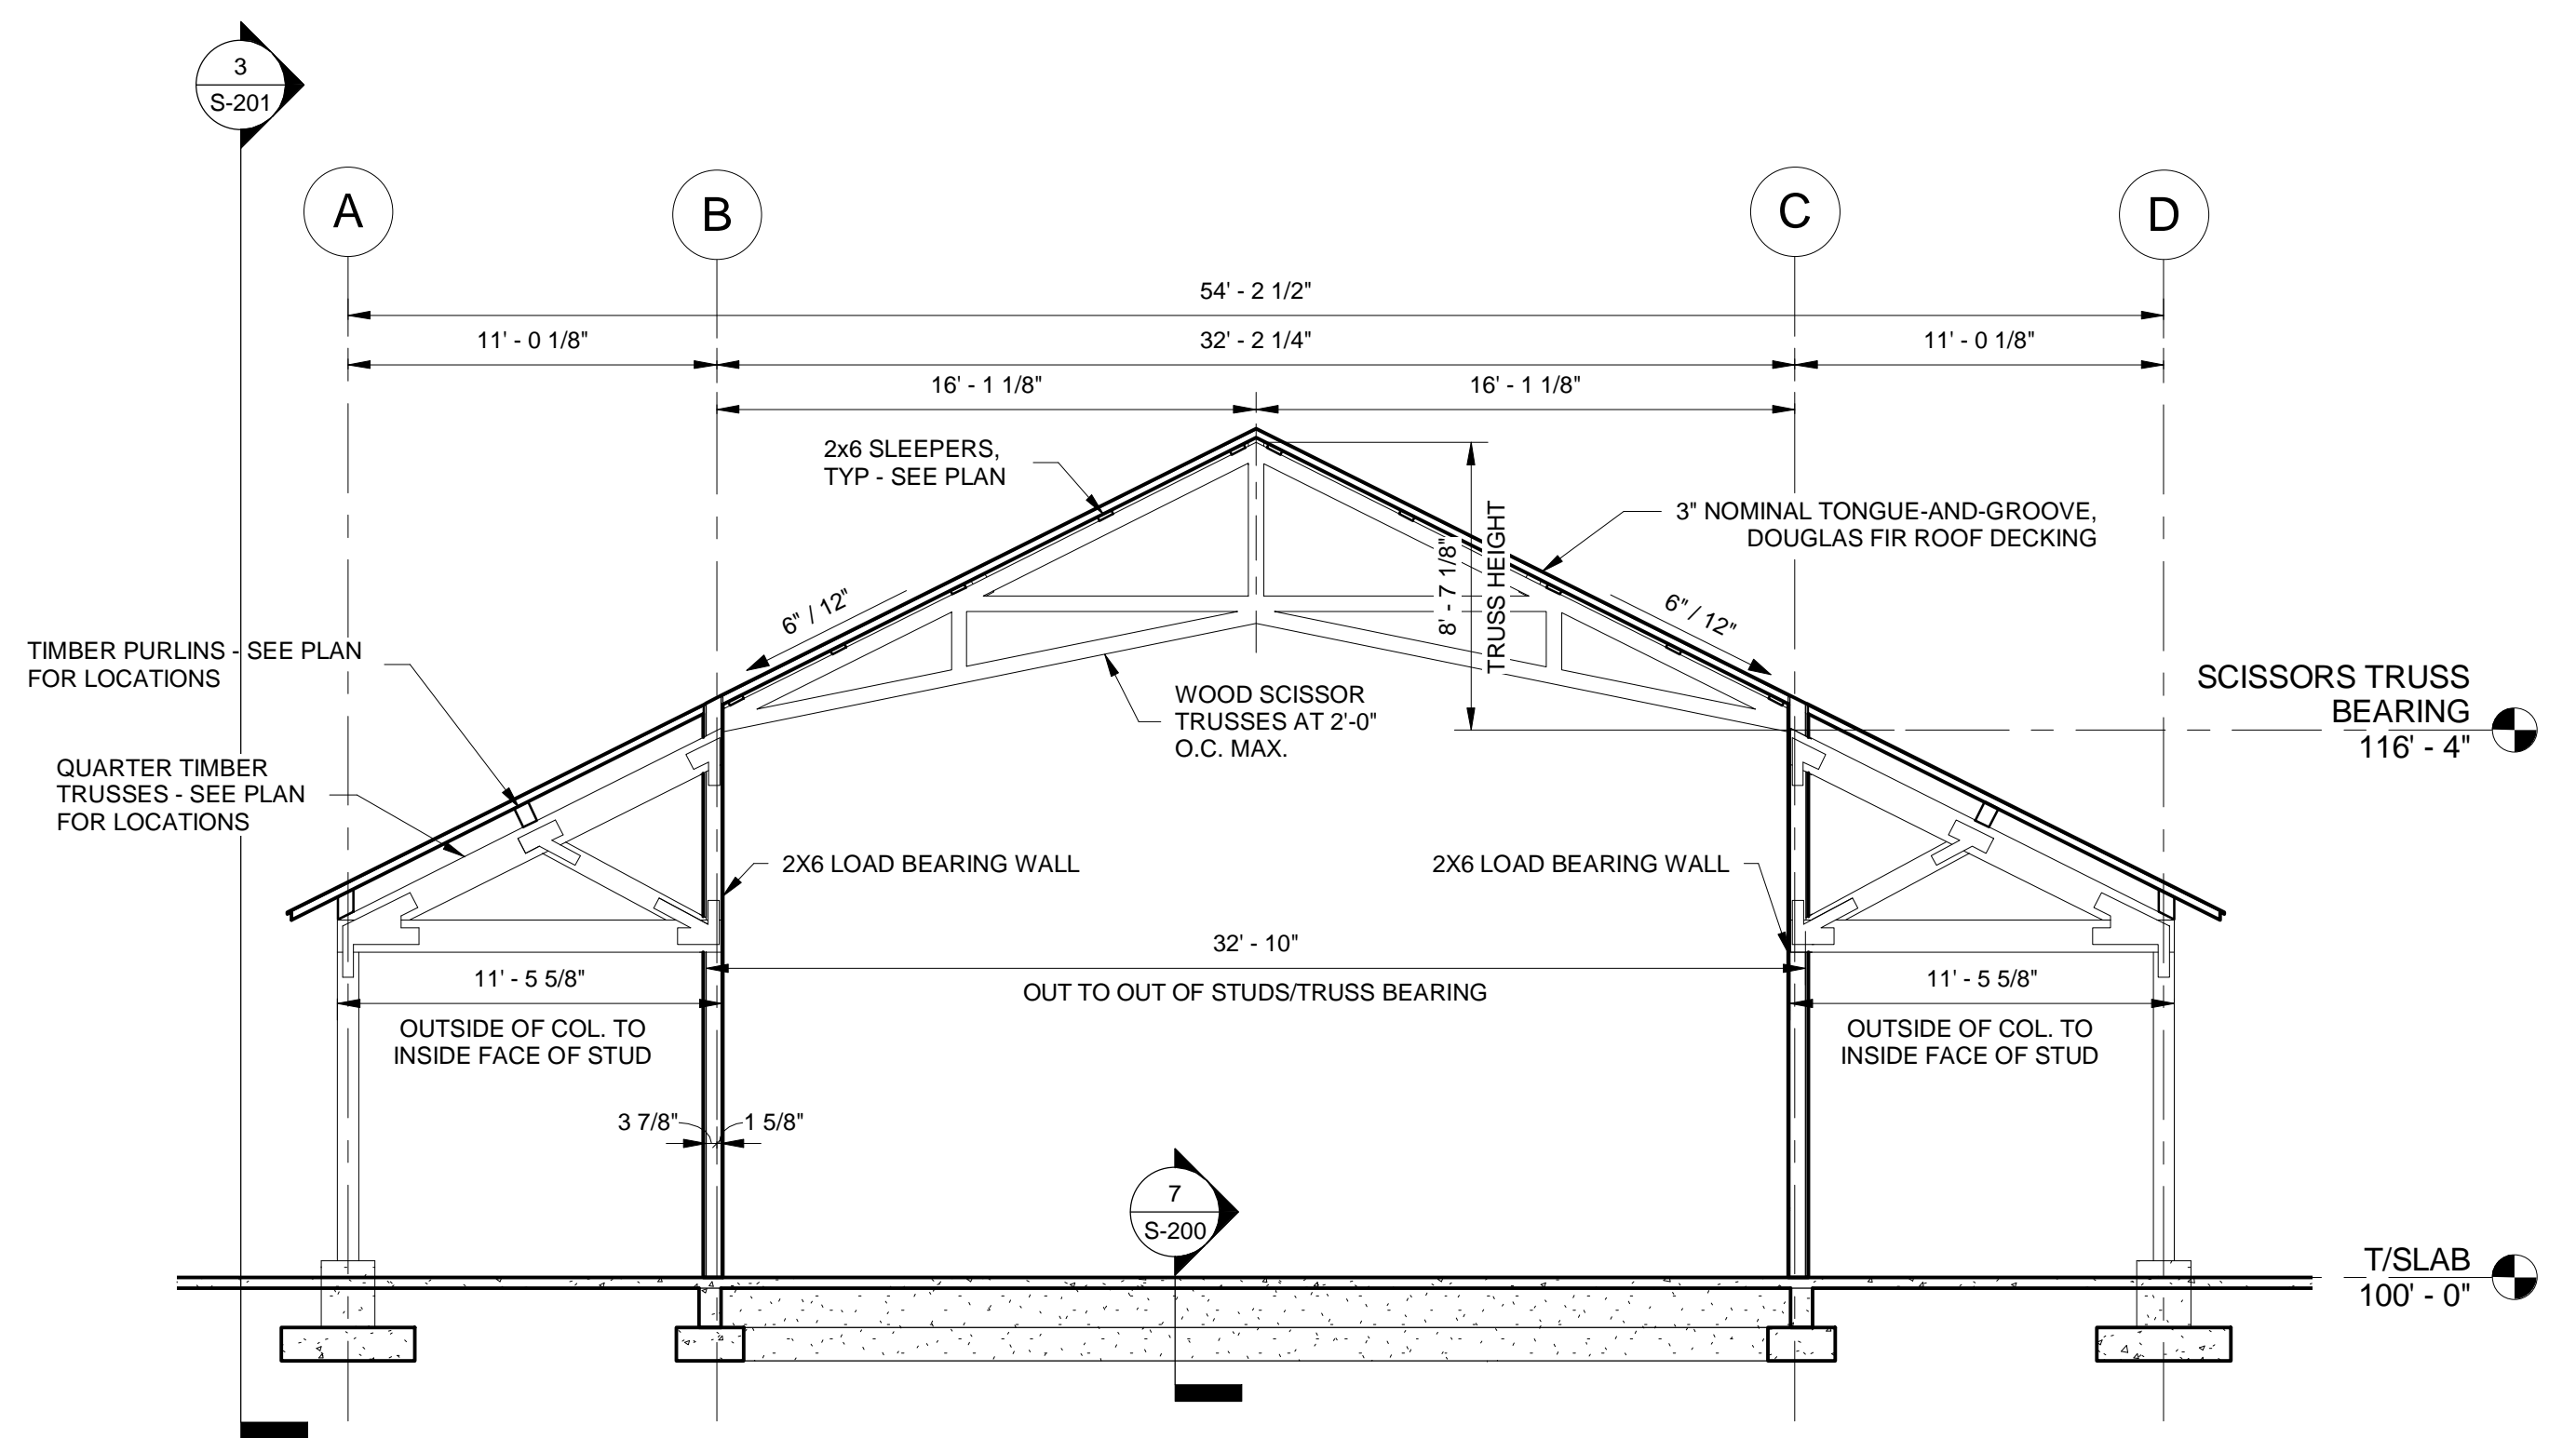 3
S-201
A
B
C
D
54' - 2 1/2"
11' - 0 1/8"
32' - 2 1/4"
11' - 0 1/8"
16' - 1 1/8"
16' - 1 1/8"
2x6 SLEEPERS,
TYP - SEE PLAN
8' - 7 1/8"
TRUSS HEIGHT
3" NOMINAL TONGUE-AND-GROOVE,
DOUGLAS FIR ROOF DECKING
6" / 12"
6" / 12"
TIMBER PURLINS - SEE PLAN
FOR LOCATIONS
WOOD SCISSOR
TRUSSES AT 2'-0"
O.C. MAX.
SCISSORS TRUSS
BEARING
116' - 4"
QUARTER TIMBER
TRUSSES - SEE PLAN
FOR LOCATIONS
2X6 LOAD BEARING WALL
2X6 LOAD BEARING WALL
32' - 10"
OUT TO OUT OF STUDS/TRUSS BEARING
11' - 5 5/8"
OUTSIDE OF COL. TO
INSIDE FACE OF STUD
11' - 5 5/8"
OUTSIDE OF COL. TO
INSIDE FACE OF STUD
3 7/8"
1 5/8"
7
S-200
T/SLAB
100' - 0"